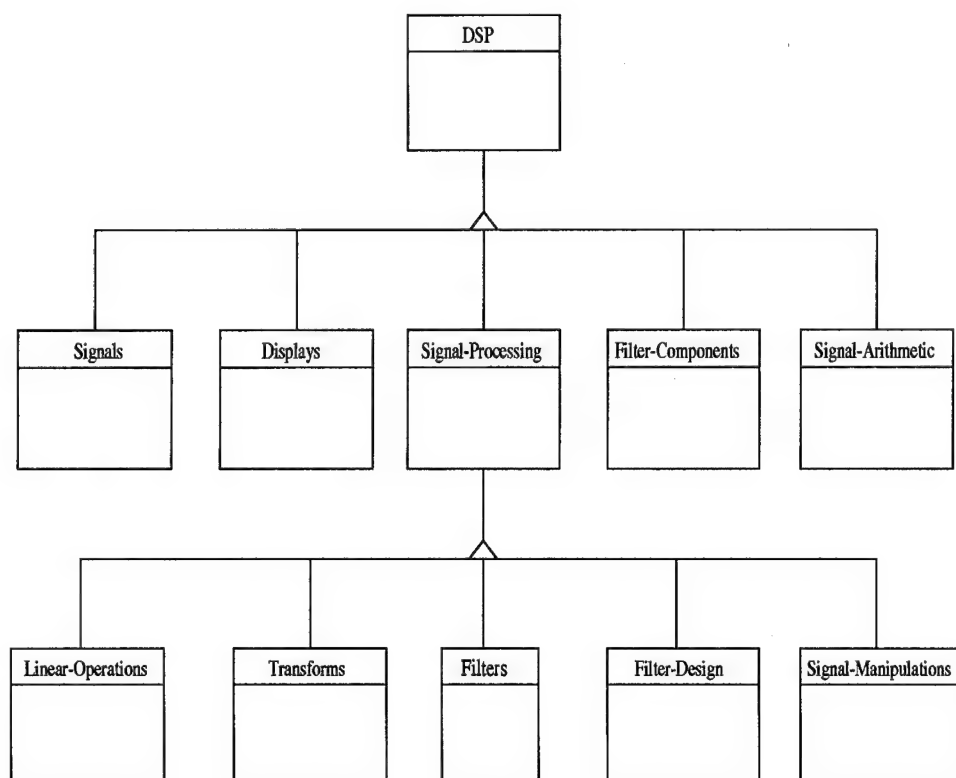 DSP
Signals
Displays
Signal-Processing
Filter-Components
Signal-Arithmetic
Linear-Operations
Transforms
Filters
Filter-Design
Signal-Manipulations